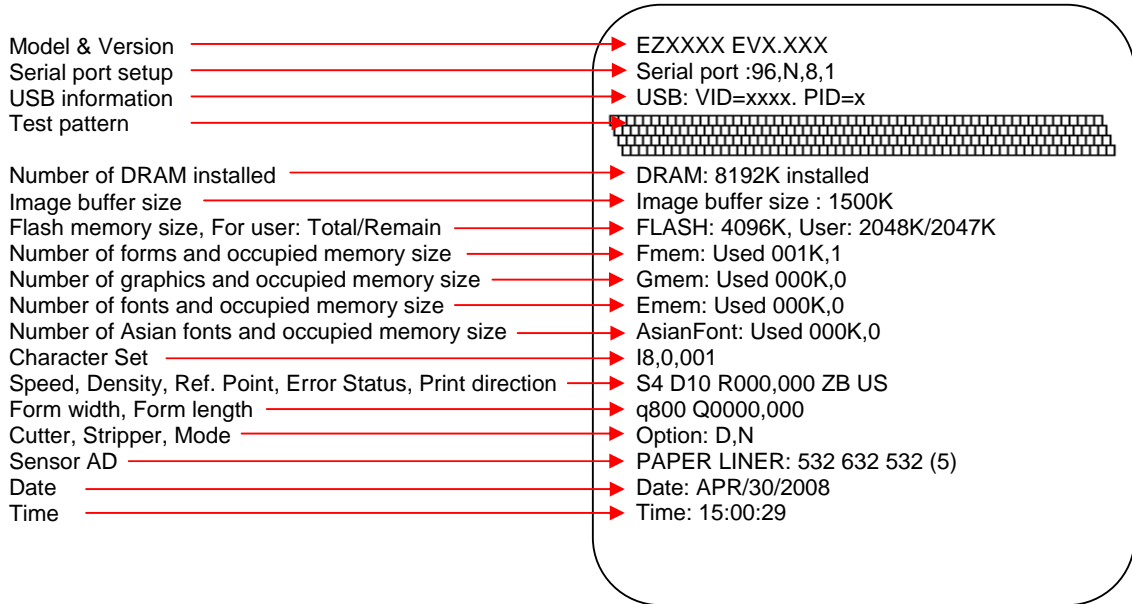 Model & Version EZXXXX EVX.XXX
Serial port setup Serial port :96,N,8,1
USB information USB: VID=xxxx. PID=x
Test pattern
Number of DRAM installed DRAM: 8192K installed
Image buffer size Image buffer size : 1500K
Flash memory size, For user: Total/Remain FLASH: 4096K, User: 2048K/2047K
Number of forms and occupied memory size Fmem: Used 001K,1
Number of graphics and occupied memory size Gmem: Used 000K,0
Number of fonts and occupied memory size Emem: Used 000K,0
Number of Asian fonts and occupied memory size AsianFont: Used 000K,0
Character Set I8,0,001
Speed, Density, Ref. Point, Error Status, Print direction S4 D10 R000,000 ZB US
Form width, Form length q800 Q0000,000
Cutter, Stripper, Mode Option: D,N
Sensor AD PAPER LINER: 532 632 532 (5)
Date Date: APR/30/2008
Time Time: 15:00:29